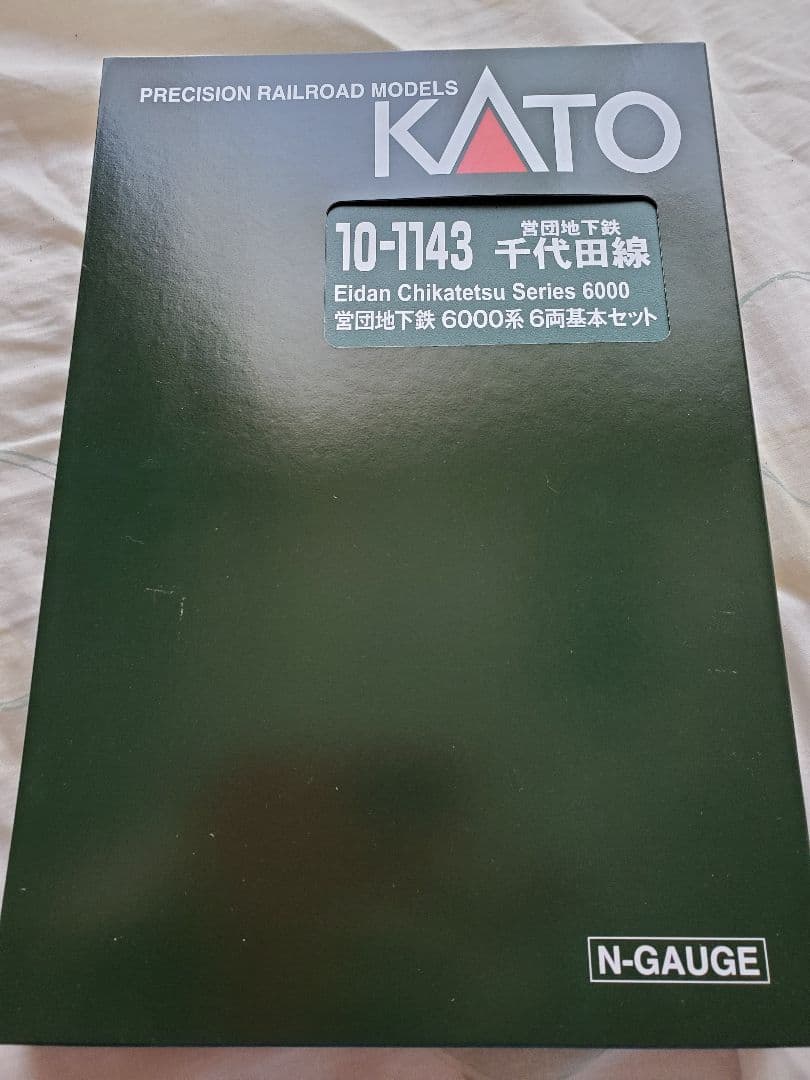 PRECISION RAILROAD MODELS
KATO
10-1143
営団地下鉄
千代田線
Eidan Chikatetsu Series 6000
営団地下鉄 6000系 6両基本セット
N-GAUGE